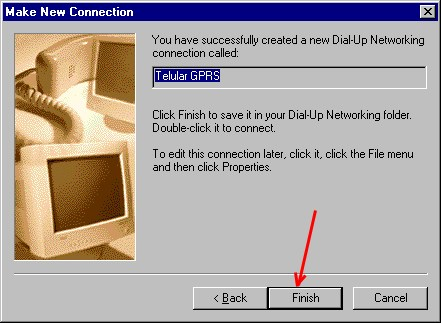 Make New Connection
You have successfully created a new Dial-Up Networking
connection called:
Telular GPRS
Click Finish to save it in your Dial-Up Networking folder.
Double-click it to connect.
To edit this connection later, click it, click the File menu
and then click Properties.
< Back
Finish
Cancel